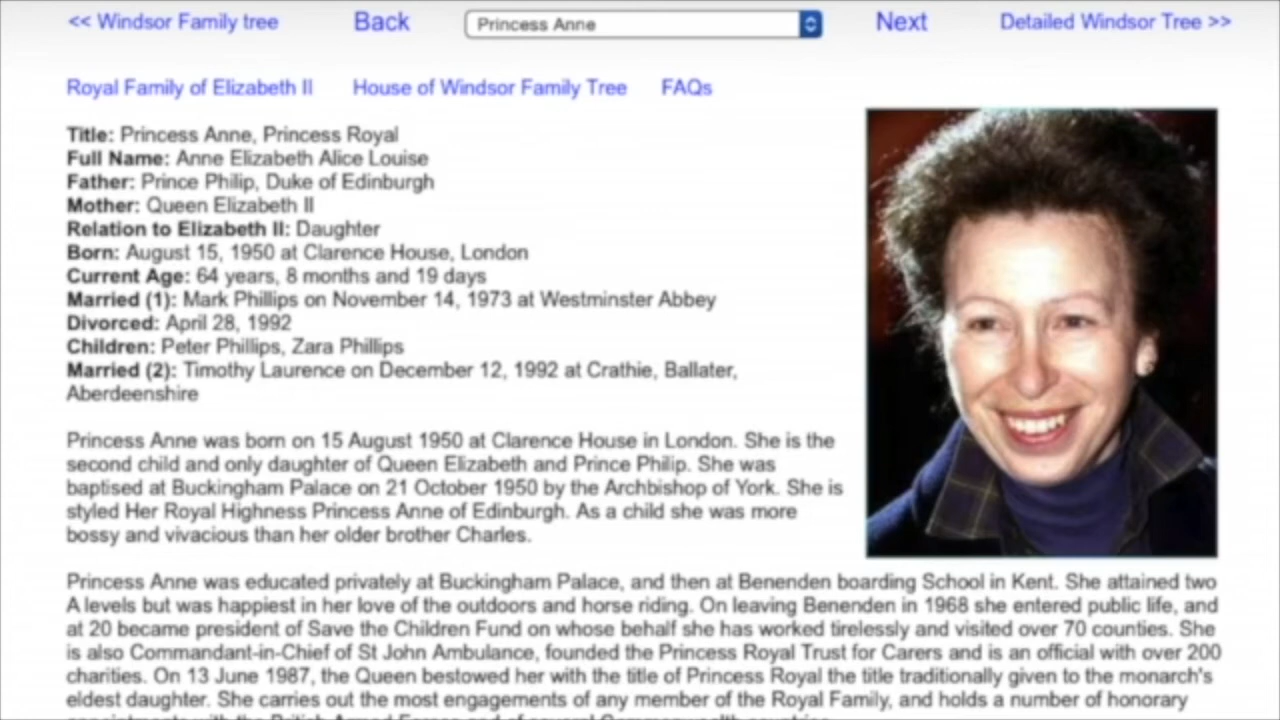 << Windsor Family tree Back Princess Anne Next Detailed Windsor Tree >>
Royal Family of Elizabeth II House of Windsor Family Tree FAQs
Title: Princess Anne, Princess Royal
Full Name: Anne Elizabeth Alice Louise
Father: Prince Philip, Duke of Edinburgh
Mother: Queen Elizabeth II
Relation to Elizabeth II: Daughter
Born: August 15, 1950 at Clarence House, London
Current Age: 64 years, 8 months and 19 days
Married (1): Mark Phillips on November 14, 1973 at Westminster Abbey
Divorced: April 28, 1992
Children: Peter Phillips, Zara Phillips
Married (2): Timothy Laurence on December 12, 1992 at Crathie, Ballater,
Aberdeenshire
Princess Anne was born on 15 August 1950 at Clarence House in London. She is the
second child and only daughter of Queen Elizabeth and Prince Philip. She was
baptised at Buckingham Palace on 21 October 1950 by the Archbishop of York. She is
styled Her Royal Highness Princess Anne of Edinburgh. As a child she was more
bossy and vivacious than her older brother Charles.
Princess Anne was educated privately at Buckingham Palace, and then at Benenden boarding School in Kent. She attained two
A levels but was happiest in her love of the outdoors and horse riding. On leaving Benenden in 1968 she entered public life, and
at 20 became president of Save the Children Fund on whose behalf she has worked tirelessly and visited over 70 counties. She
is also Commandant-in-Chief of St John Ambulance, founded the Princess Royal Trust for Carers and is an official with over 200
charities. On 13 June 1987, the Queen bestowed her with the title of Princess Royal the title traditionally given to the monarch's
eldest daughter. She carries out the most engagements of any member of the Royal Family, and holds a number of honorary
appointments with the British Armed Forces and of several Commonwealth countries.